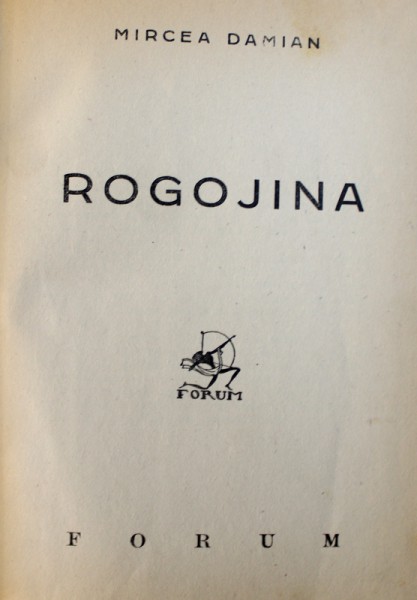 MIRCEA DAMIAN
ROGOJINA
FORUM
F O R U M